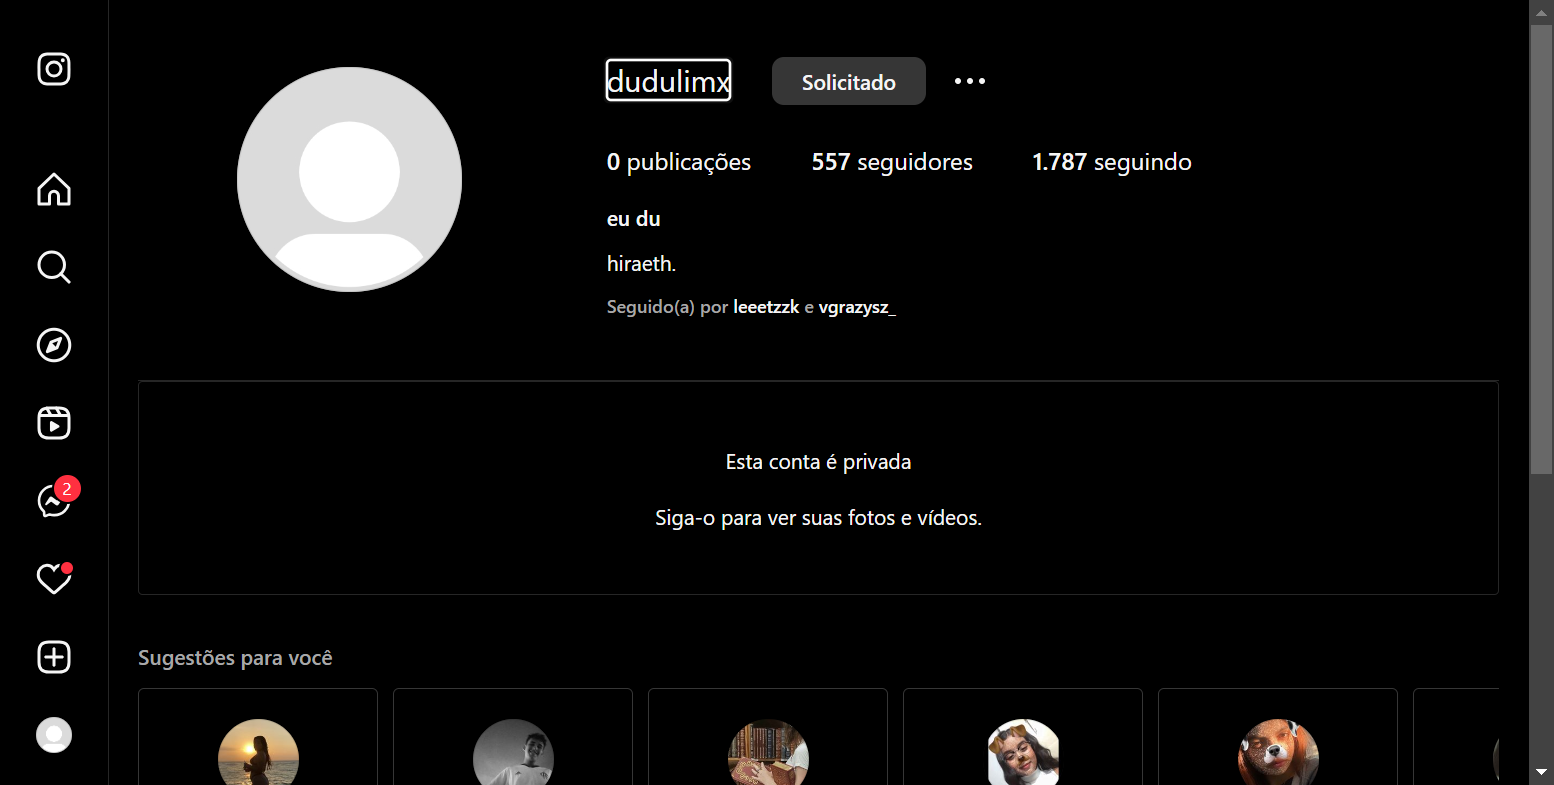 dudulimx Solicitado
0 publicações 557 seguidores 1.787 seguindo
eu du
hiraeth.
Seguido(a) por leeetzzk e vgrazysz_
Esta conta é privada
Siga-o para ver suas fotos e vídeos.
2
Sugestões para você